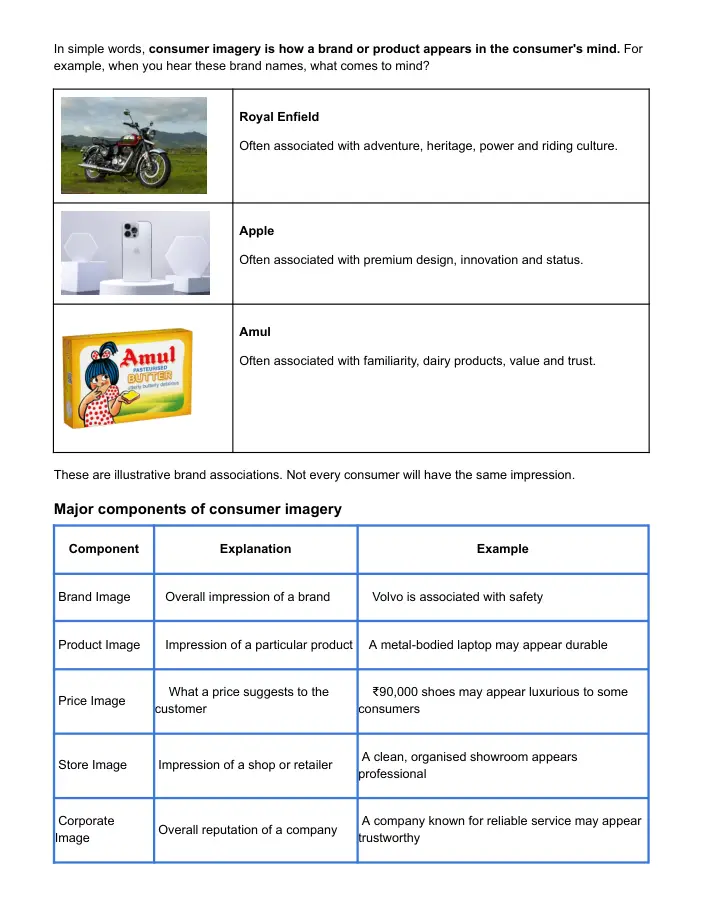 In simple words, consumer imagery is how a brand or product appears in the consumer's mind. For
example, when you hear these brand names, what comes to mind?
Royal Enfield
Often associated with adventure, heritage, power and riding culture.
Apple
Often associated with premium design, innovation and status.
Amul
PASTEURISED
BUTTER
utterly butterly delicious
Amul
Often associated with familiarity, dairy products, value and trust.
These are illustrative brand associations. Not every consumer will have the same impression.
Major components of consumer imagery
Component Explanation Example
Brand Image Overall impression of a brand Volvo is associated with safety
Product Image Impression of a particular product A metal-bodied laptop may appear durable
Price Image
What a price suggests to the
customer
₹90,000 shoes may appear luxurious to some
consumers
Store Image Impression of a shop or retailer
A clean, organised showroom appears
professional
Corporate
Image
Overall reputation of a company
A company known for reliable service may appear
trustworthy